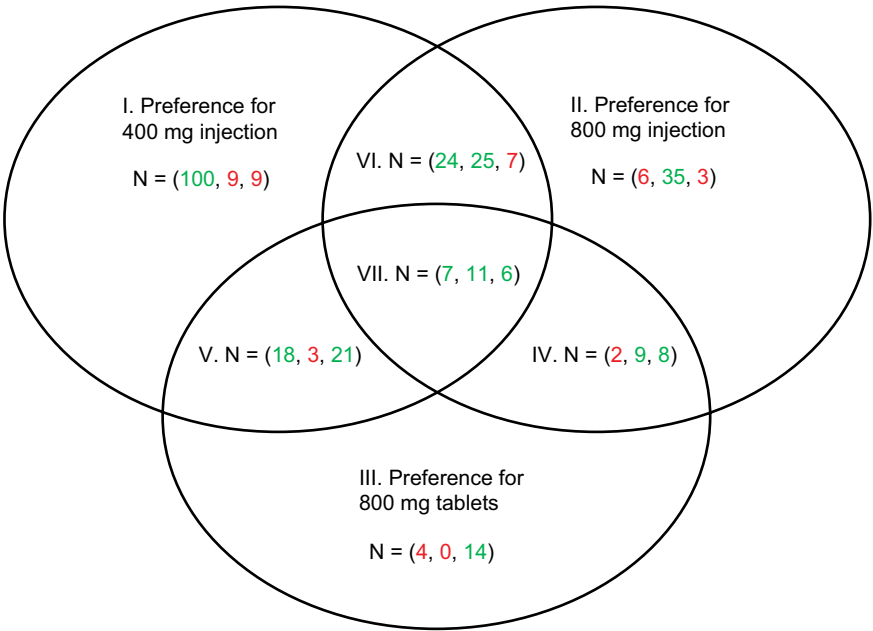 I. Preference for
400 mg injection
N = (100, 9, 9)
II. Preference for
800 mg injection
N = (6, 35, 3)
VI. N = (24, 25, 7)
VII. N = (7, 11, 6)
V. N = (18, 3, 21)
IV. N = (2, 9, 8)
III. Preference for
800 mg tablets
N = (4, 0, 14)